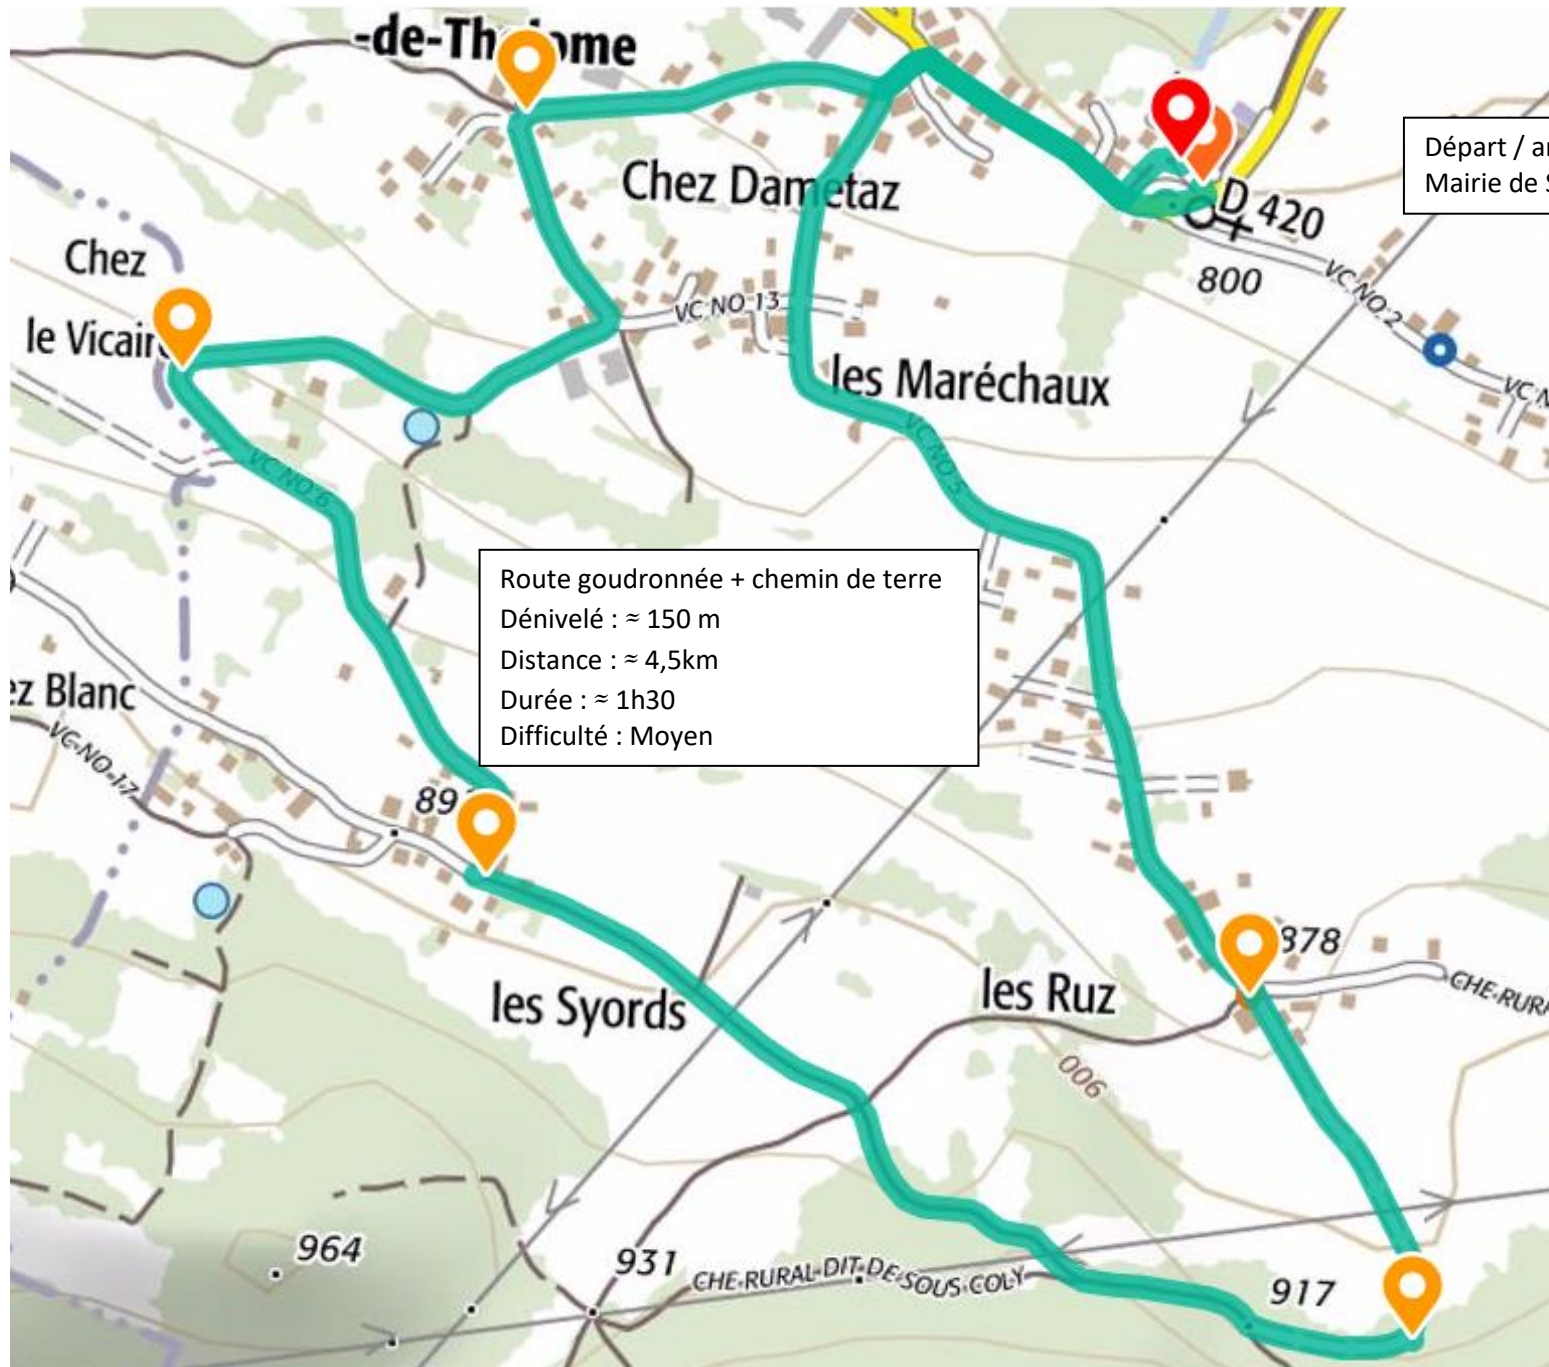 -de-Th ome
Départ / ar
Mairie de S
Chez Dametaz
D 420
Chez
800
VC NO 2
VC NO 13
le Vicair
VC N
les Maréchaux
VC NO 5
VC NO 6
Route goudronnée + chemin de terre
Dénivelé : ≈ 150 m
Distance : ≈ 4,5km
Durée : ≈ 1h30
Difficulté : Moyen
ez Blanc
VC-NO-17
89
878
les Ruz
CHE-RURA
les Syords
900
964
931
CHE-RURAL-DIT-DE-SOUS-COLY
917